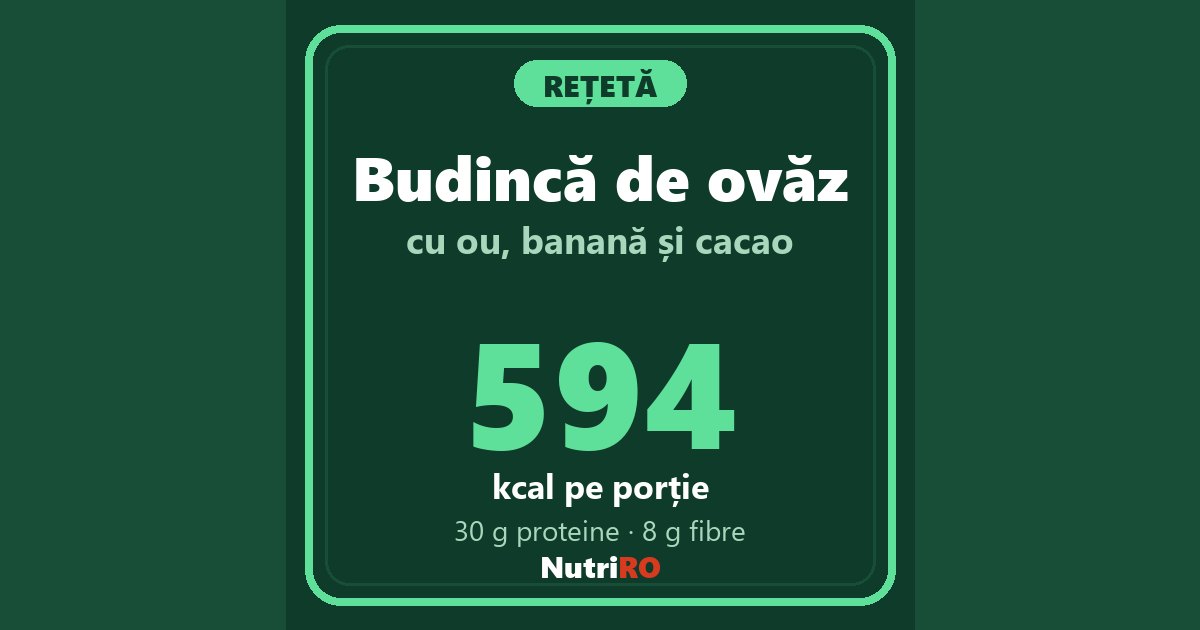 REȚETĂ
Budincă de ovăz
cu ou, banană și cacao
594
kcal pe porție
30 g proteine · 8 g fibre
NutriRO